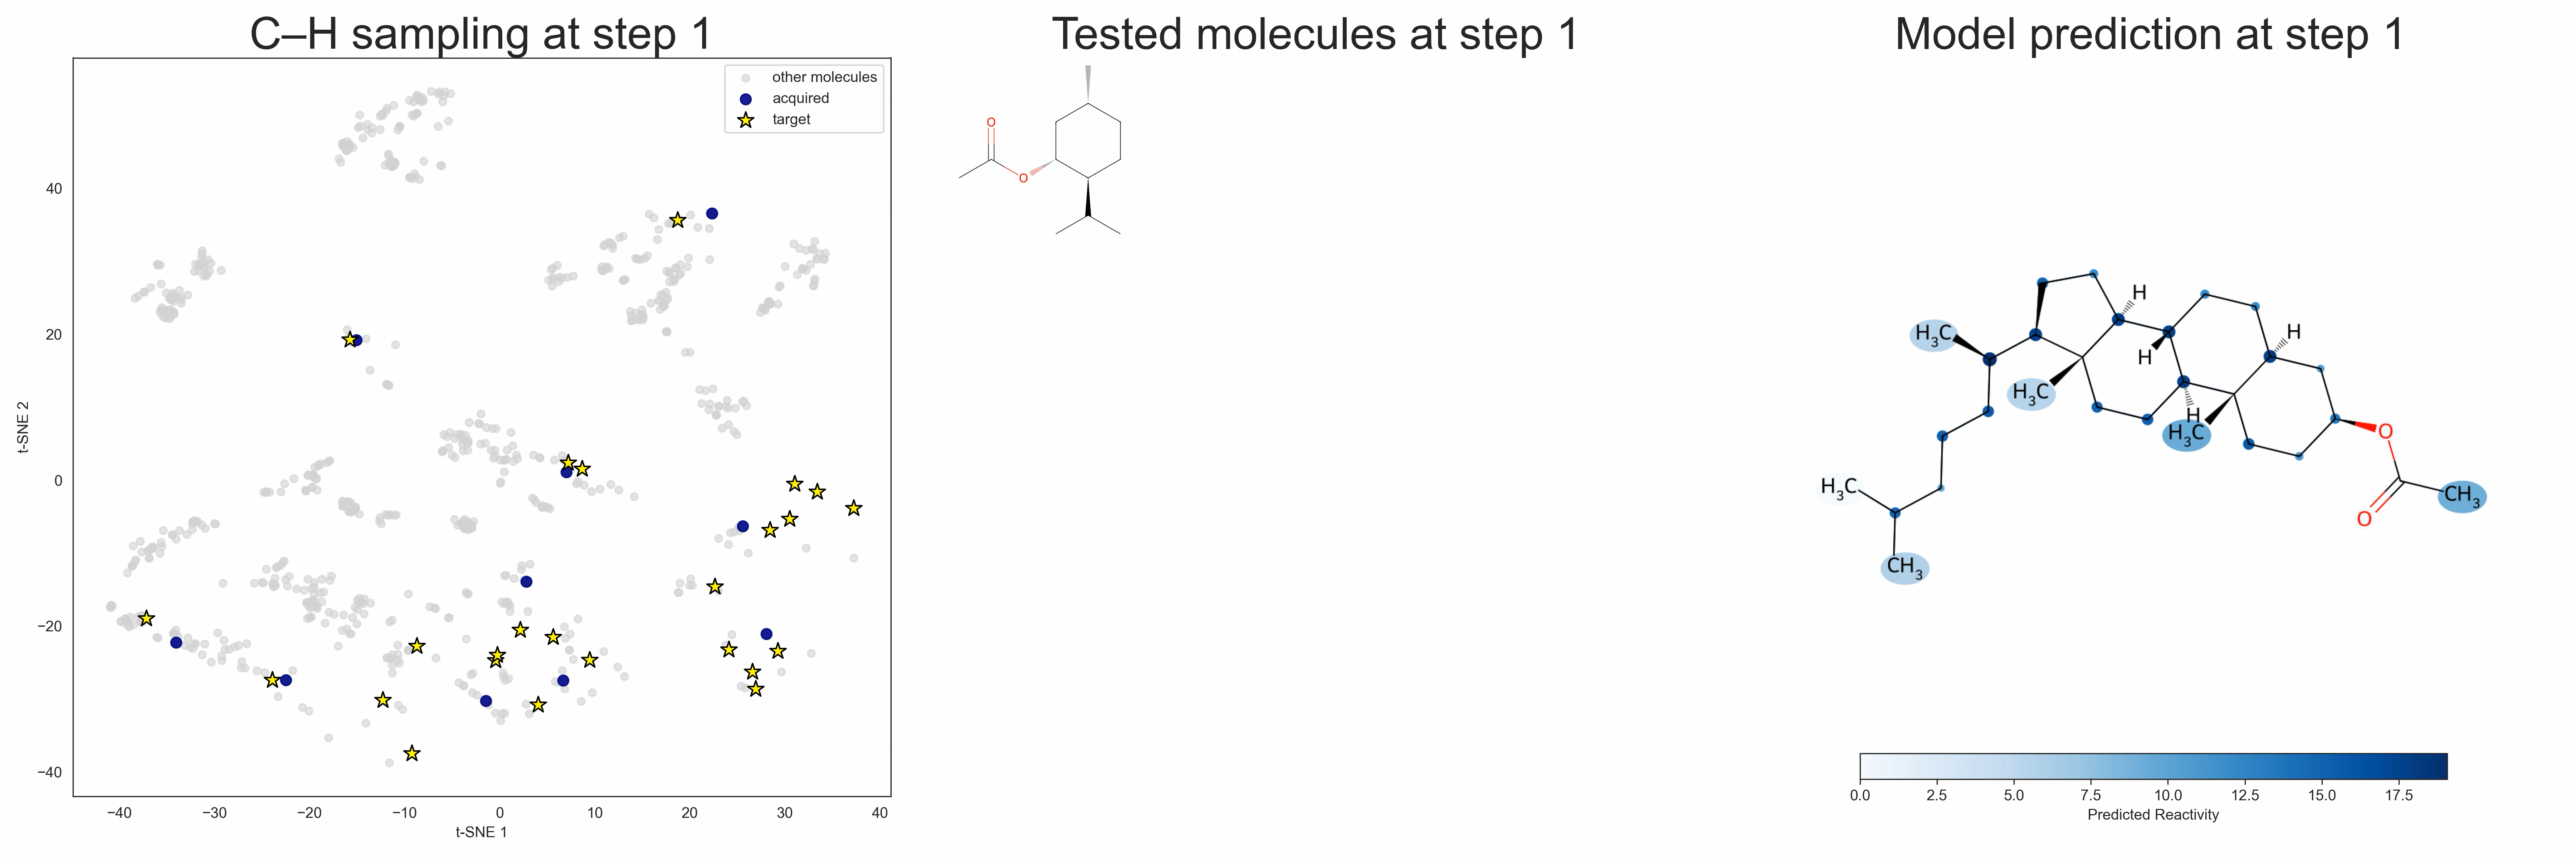 C–H sampling at step 1
Tested molecules at step 1
Model prediction at step 1
other molecules
acquired
target
40
20
0
−20
−40
t-SNE 2
−40
−30
−20
−10
0
10
20
30
40
t-SNE 1
O
O
H
H
H₃C
H
H₃C
H
H₃C
O
H₃C
CH₃
O
CH₃
0.0
2.5
5.0
7.5
10.0
12.5
15.0
17.5
Predicted Reactivity